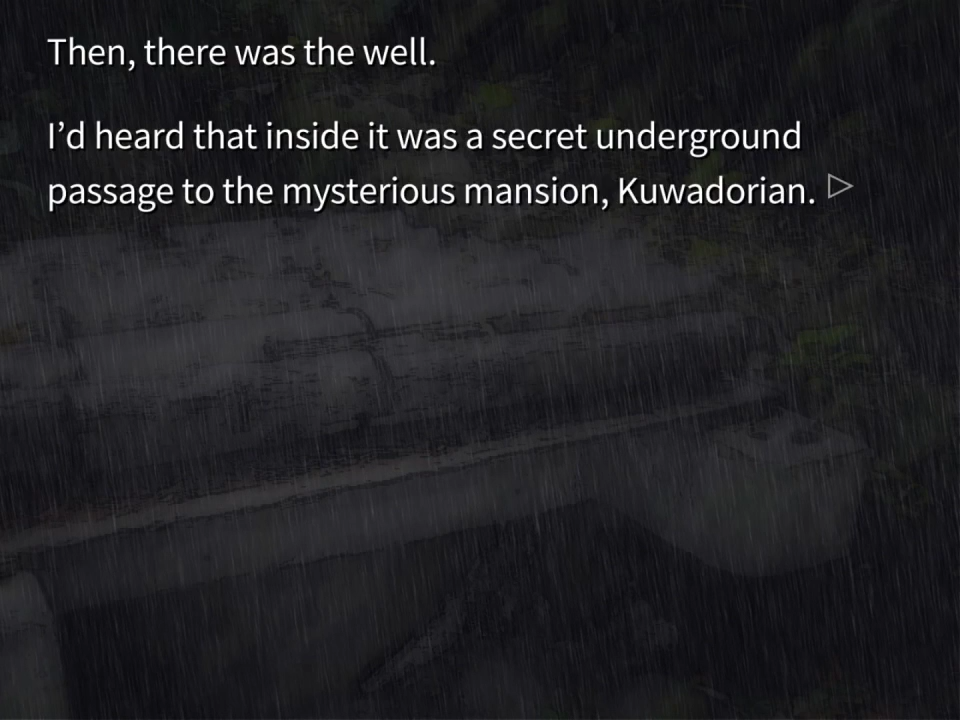 Then, there was the well.
I’d heard that inside it was a secret underground
passage to the mysterious mansion, Kuwadorian.